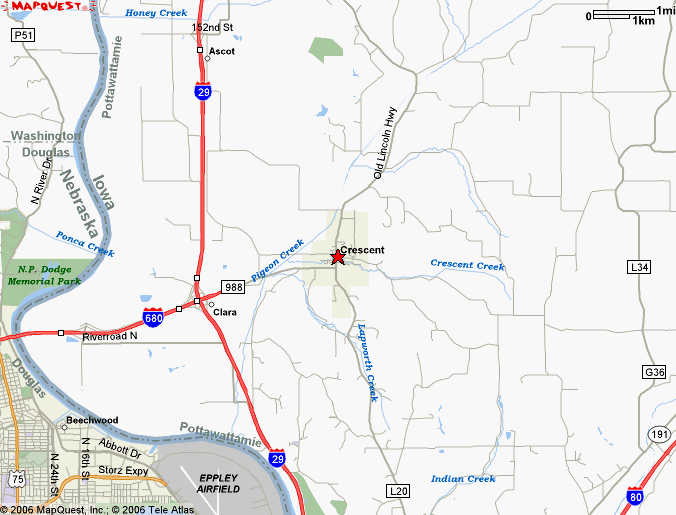 MAPQUEST
Honey Creek
152nd St
1mi
0
1km
P51
Ascot
Pottawattamie
29
Old Lincoln Hwy
Washington
Douglas
N River Dr
Iowa
Nebraska
Ponca Creek
Pigeon Creek
Crescent
Crescent Creek
N.P. Dodge
Memorial Park
L34
988
Clara
680
Riverroad N
Lapworth Creek
Douglas
G36
Beechwood
Pottawattamie
191
Abbott Dr
N 16th St
N 24th St
75
Storz Expy
EPPLEY
AIRFIELD
29
Indian Creek
L20
80
© 2006 MapQuest, Inc.; © 2006 Tele Atlas